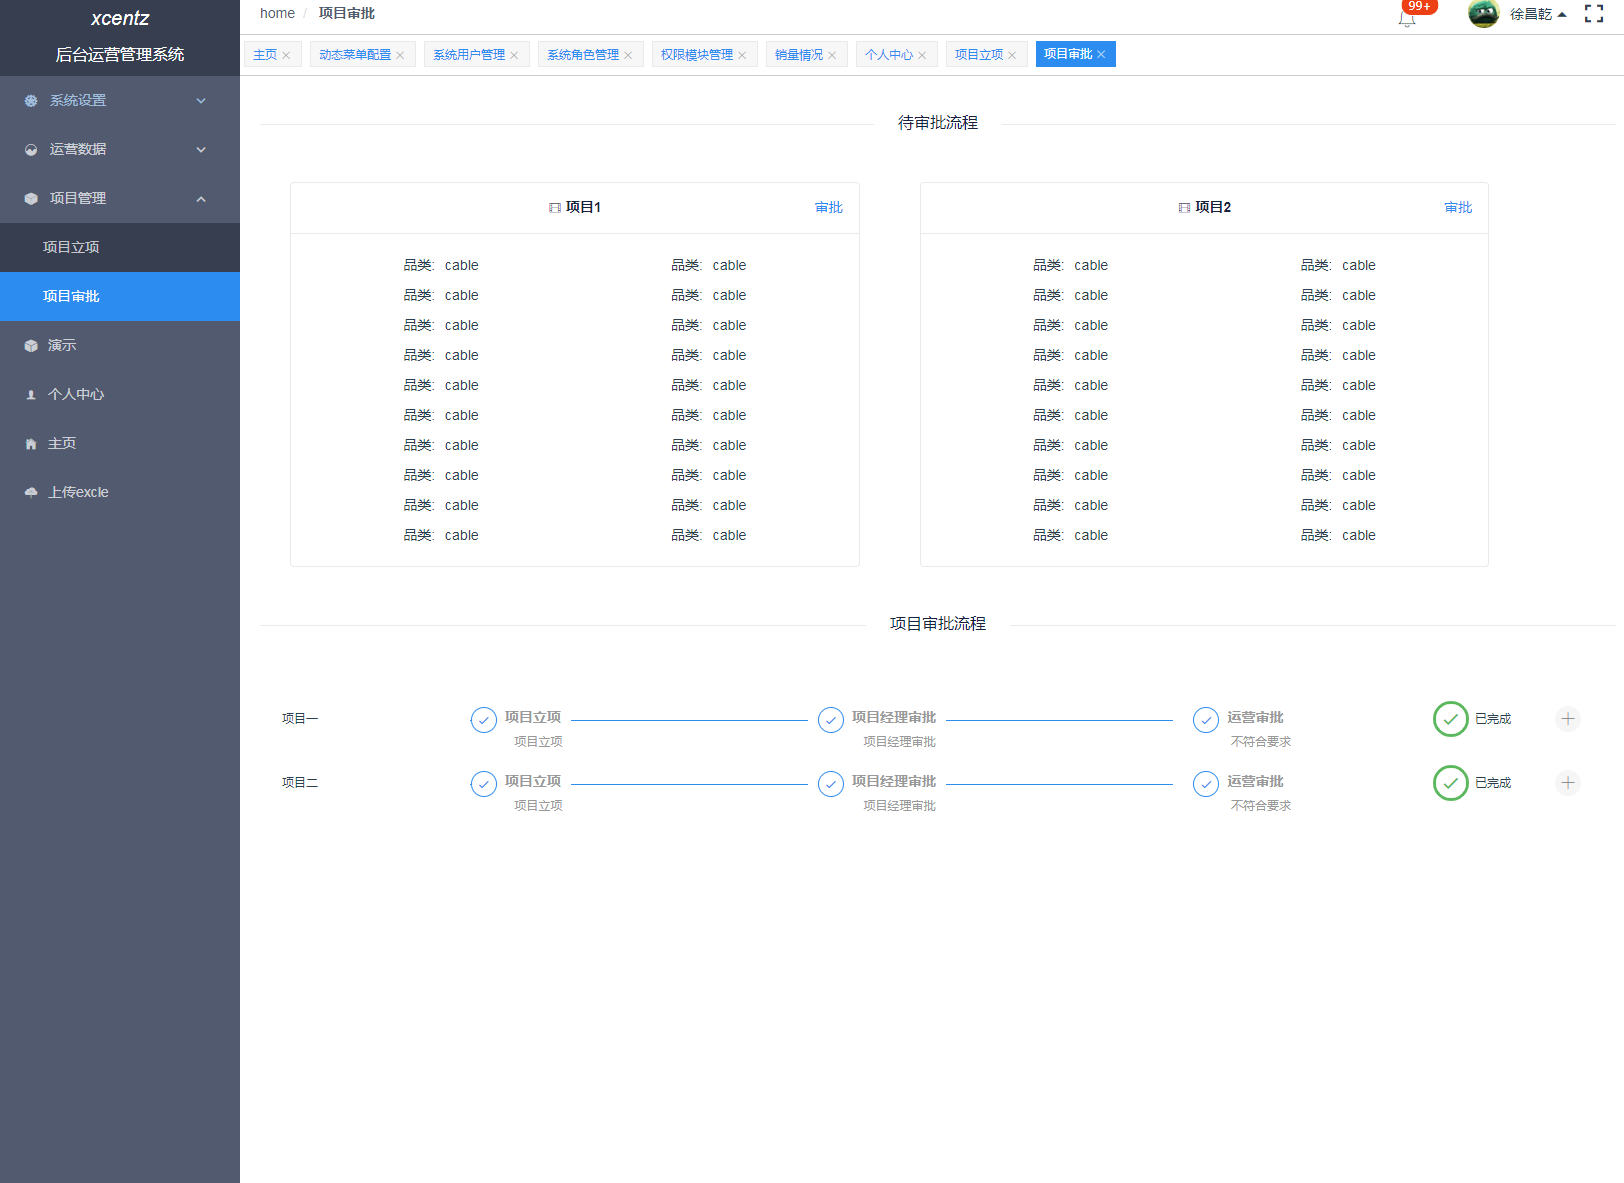 xcentz
后台运营管理系统
系统设置
运营数据
项目管理
项目立项
项目审批
演示
个人中心
主页
上传excle
home / 项目审批
99+
徐昌乾
主页 动态菜单配置 系统用户管理 系统角色管理 权限模块管理 销量情况 个人中心 项目立项 项目审批
待审批流程
项目1 审批
品类: cable 品类: cable
品类: cable 品类: cable
品类: cable 品类: cable
品类: cable 品类: cable
品类: cable 品类: cable
品类: cable 品类: cable
品类: cable 品类: cable
品类: cable 品类: cable
品类: cable 品类: cable
品类: cable 品类: cable
项目2 审批
品类: cable 品类: cable
品类: cable 品类: cable
品类: cable 品类: cable
品类: cable 品类: cable
品类: cable 品类: cable
品类: cable 品类: cable
品类: cable 品类: cable
品类: cable 品类: cable
品类: cable 品类: cable
品类: cable 品类: cable
项目审批流程
项目一 项目立项 项目经理审批 运营审批 已完成
项目立项 项目经理审批 不符合要求
项目二 项目立项 项目经理审批 运营审批 已完成
项目立项 项目经理审批 不符合要求